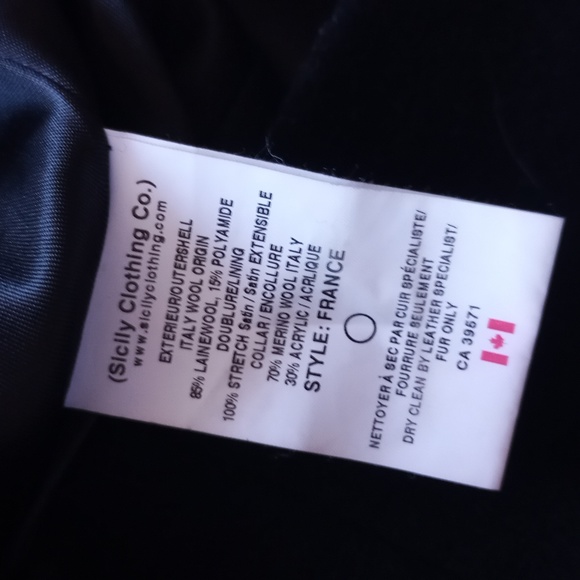 (Sicily Clothing Co.)
www.sicilyclothing.com
EXTERIEUR/OUTERSHELL
ITALY WOOL ORIGIN
85% LAINE/WOOL, 15% POLYAMIDE
DOUBLURE/LINING
100% STRETCH Satin / Satin EXTENSIBLE
COLLAR / ENCOLLURE
70% MERINO WOOL ITALY
30% ACRYLIC / ACRLIQUE
STYLE: FRANCE
NETTOYER À SEC PAR CUIR SPÉCIALISTE/
FOURRURE SEULEMENT
DRY CLEAN BY LEATHER SPECIALIST/
FUR ONLY
CA 39571